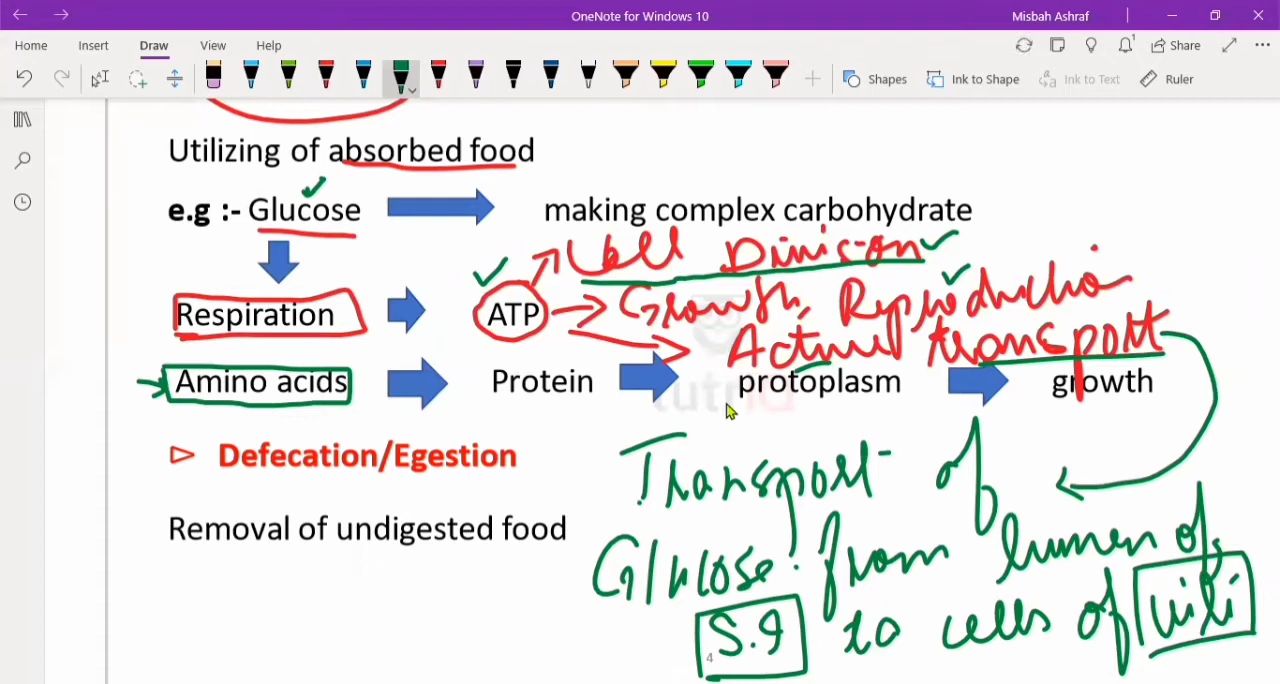 OneNote for Windows 10
Misbah Ashraf
Home Insert Draw View Help
Share
Shapes Ink to Shape Ink to Text Ruler
Utilizing of absorbed food
e.g :- Glucose making complex carbohydrate
Cell Division
Respiration ATP Growth, Reproduction
Active transport
Amino acids Protein protoplasm growth
tutria
Defecation/Egestion
Transport of
Removal of undigested food
Glucose from lumen of
S.I to cells of villi
4